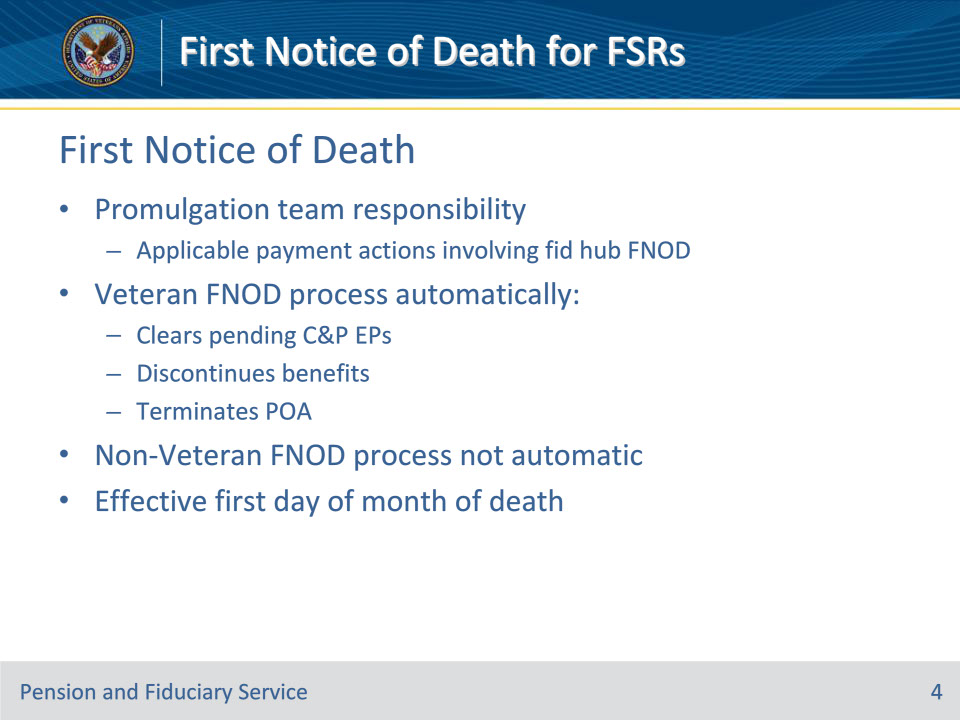 First Notice of Death for FSRs
First Notice of Death
• Promulgation team responsibility
– Applicable payment actions involving fid hub FNOD
• Veteran FNOD process automatically:
– Clears pending C&P EPs
– Discontinues benefits
– Terminates POA
• Non-Veteran FNOD process not automatic
• Effective first day of month of death
Pension and Fiduciary Service
4